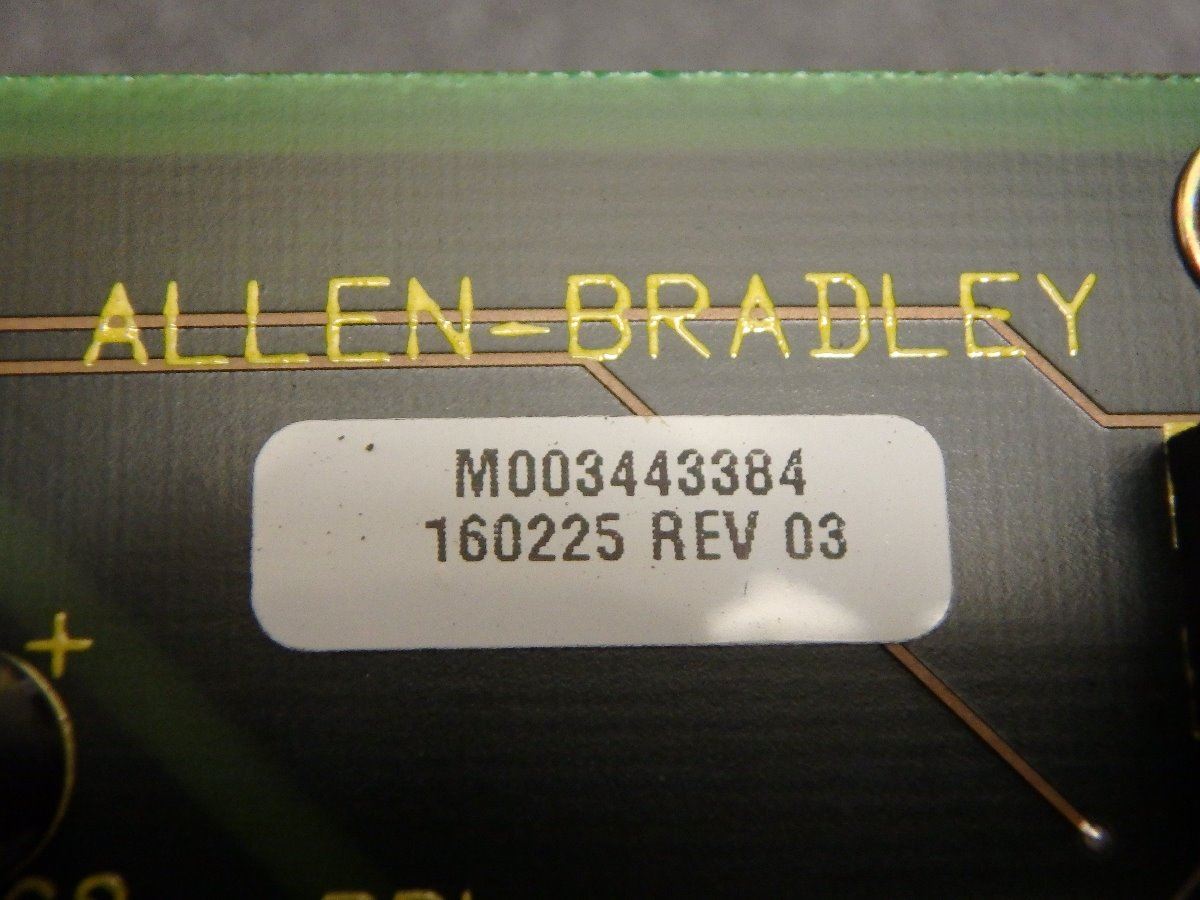 ALLEN-BRADLEY
M003443384
160225 REV 03
+